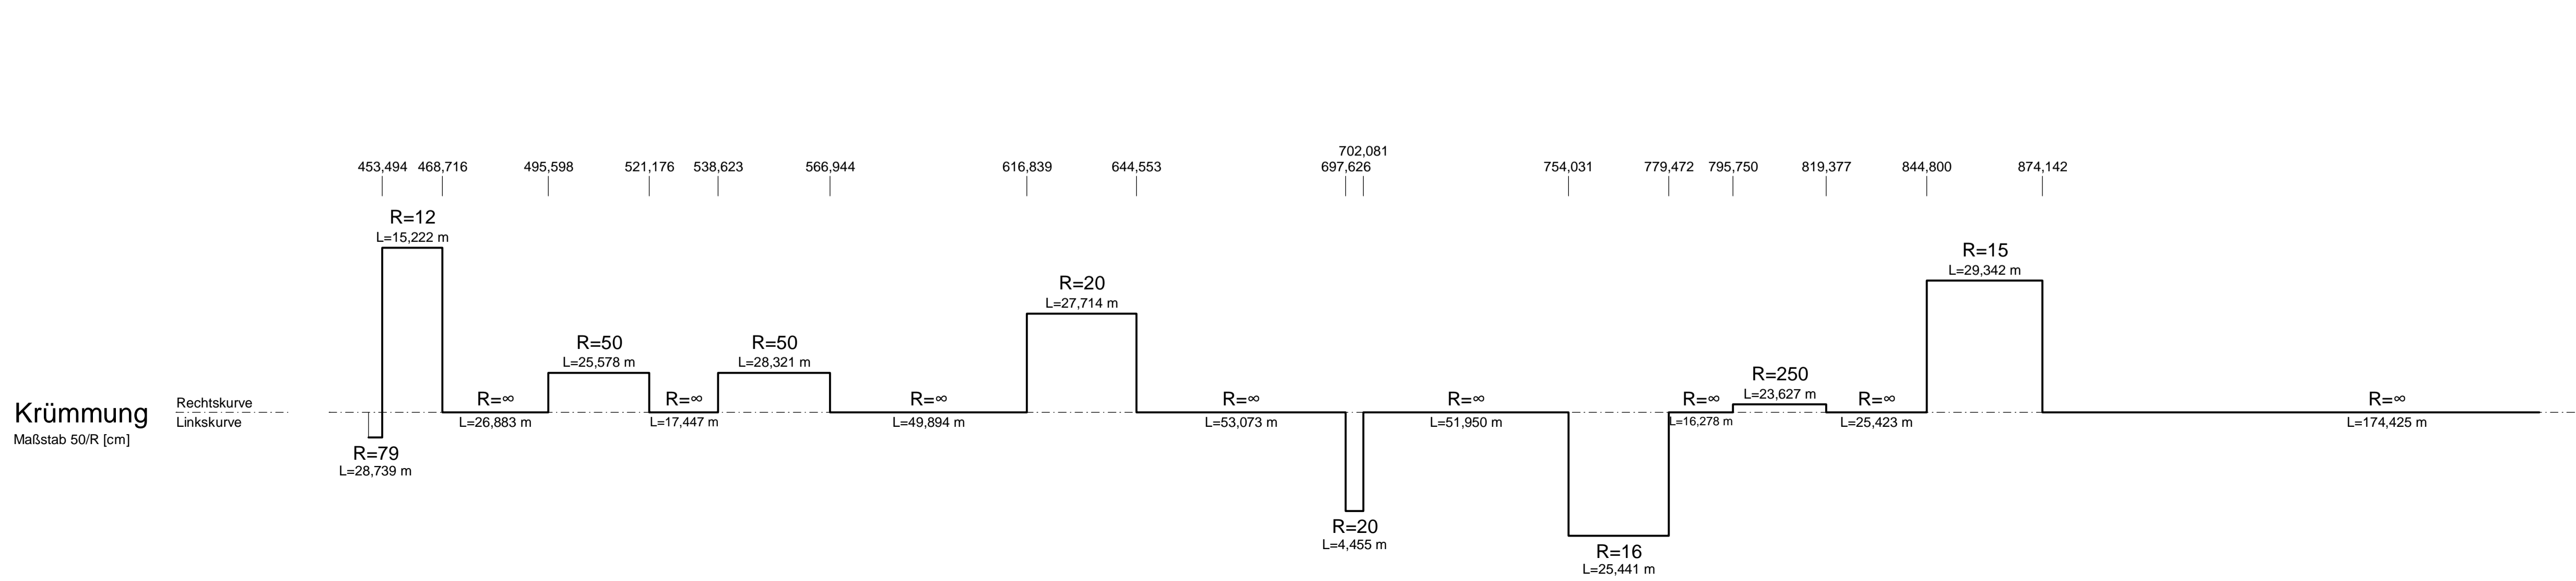 702,081
453,494 468,716 495,598 521,176 538,623 566,944 616,839 644,553 697,626 754,031 779,472 795,750 819,377 844,800 874,142
R=12
L=15,222 m
R=15
L=29,342 m
R=20
L=27,714 m
R=50
L=25,578 m
R=50
L=28,321 m
R=250
L=23,627 m
R=∞ R=∞ R=∞ R=∞ R=∞ R=∞ R=∞ R=∞
Krümmung
Rechtskurve
Linkskurve
Maßstab 50/R [cm]
L=26,883 m L=17,447 m L=49,894 m L=53,073 m L=51,950 m L=16,278 m L=25,423 m L=174,425 m
R=79
L=28,739 m
R=20
L=4,455 m
R=16
L=25,441 m